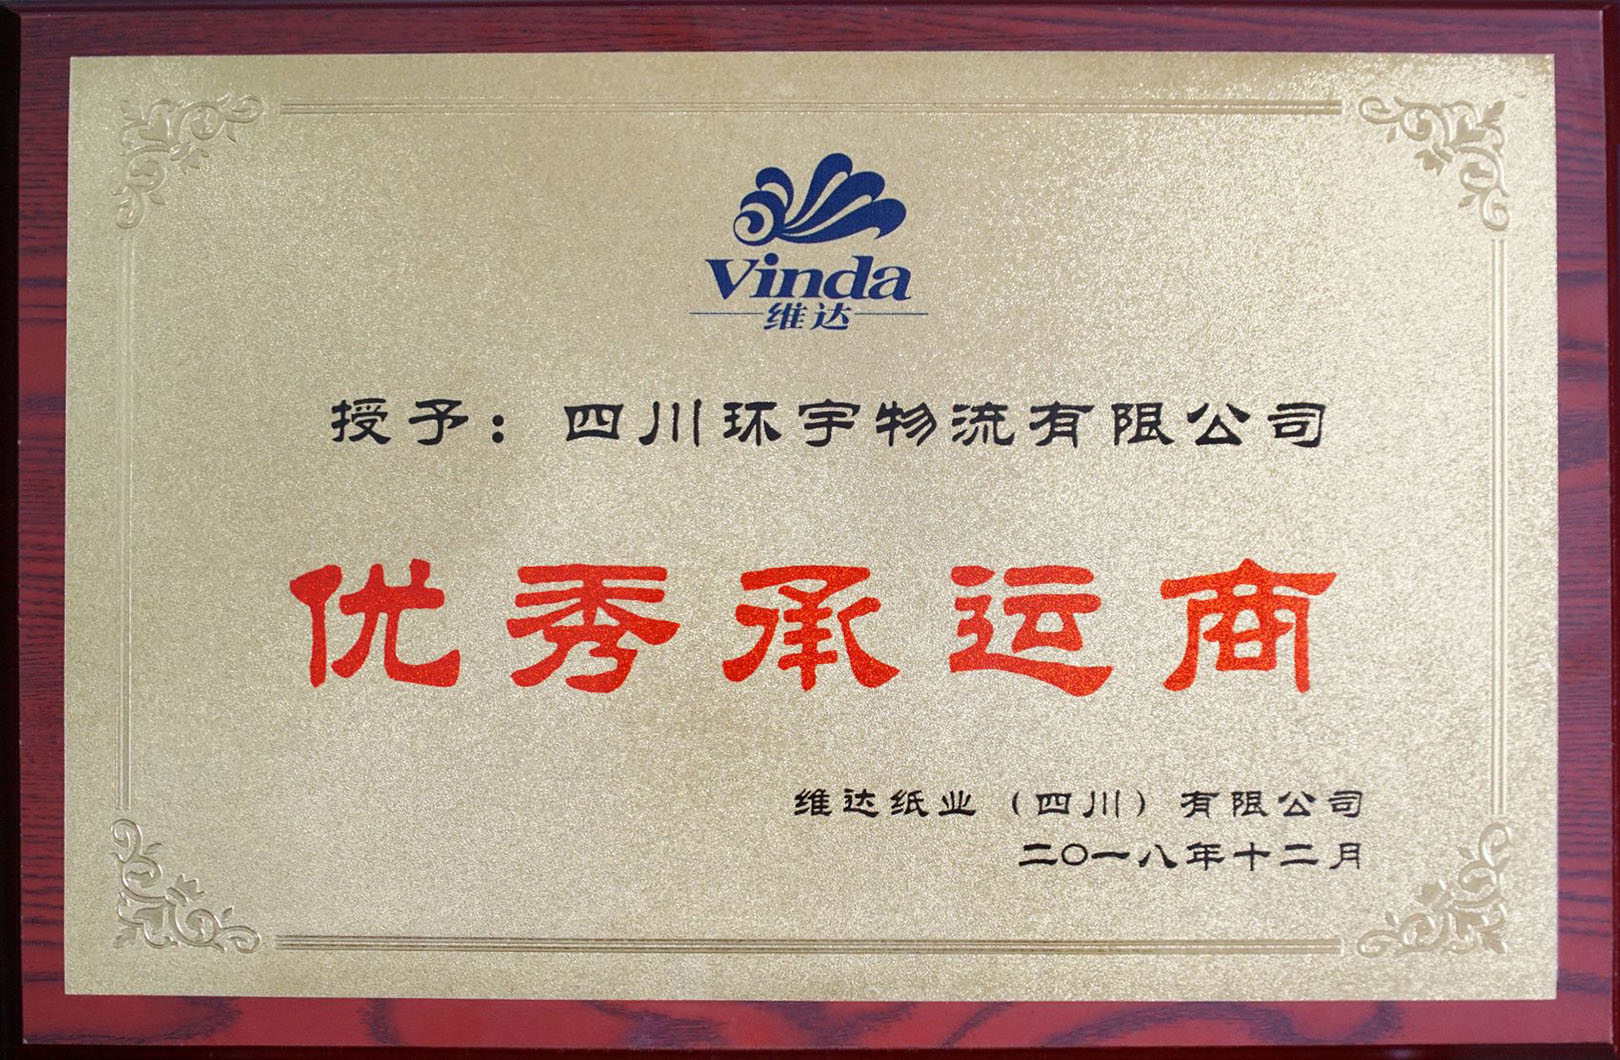 Vinda
维达
授予：四川环宇物流有限公司
优秀承运商
维达纸业（四川）有限公司
二〇一八年十二月